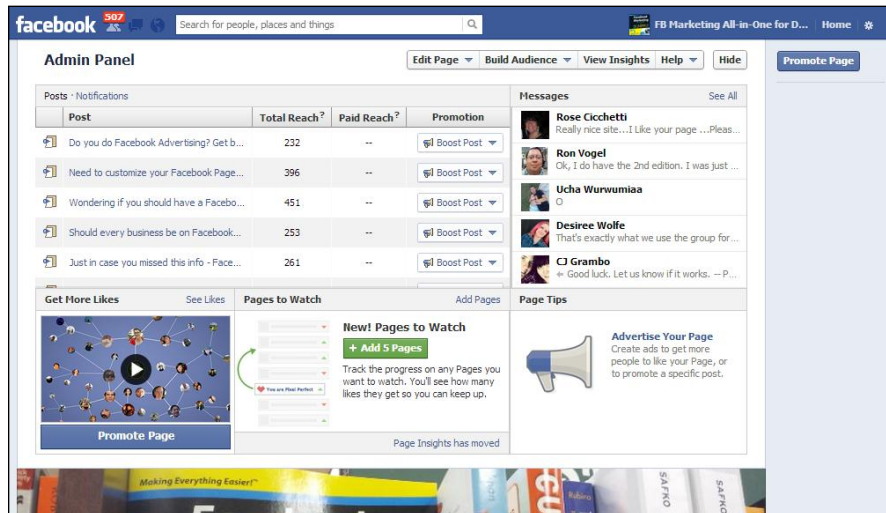 facebook
507
Search for people, places and things
FB Marketing All-in-One for D...
Home
Admin Panel
Edit Page
Build Audience
View Insights
Help
Hide
Promote Page
Posts · Notifications
Post Total Reach? Paid Reach? Promotion
Do you do Facebook Advertising? Get b... 232 -- Boost Post
Need to customize your Facebook Page... 396 -- Boost Post
Wondering if you should have a Facebo... 451 -- Boost Post
Should every business be on Facebook... 253 -- Boost Post
Just in case you missed this info - Face... 261 -- Boost Post
Messages See All
Rose Cicchetti
Really nice site...I Like your page ...Pleas...
Ron Vogel
Ok, I do have the 2nd edition. I was just ...
Ucha Wurwumiaa
O
Desiree Wolfe
That's exactly what we use the group for...
CJ Grambo
Good luck. Let us know if it works. — P...
Get More Likes See Likes
Promote Page
Pages to Watch Add Pages
You are Pixel Perfect
New! Pages to Watch
+ Add 5 Pages
Track the progress on any Pages you
want to watch. You'll see how many
likes they get so you can keep up.
Page Insights has moved
Page Tips
Advertise Your Page
Create ads to get more
people to like your Page, or
to promote a specific post.
Making Everything Easier!™
Rubino
SAFKO
SAFKO